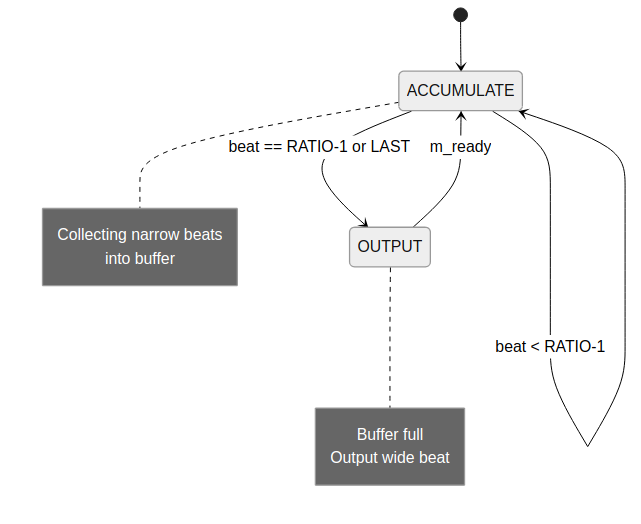 ACCUMULATE
beat == RATIO-1 or LAST
m_ready
Collecting narrow beats
into buffer
OUTPUT
beat < RATIO-1
Buffer full
Output wide beat